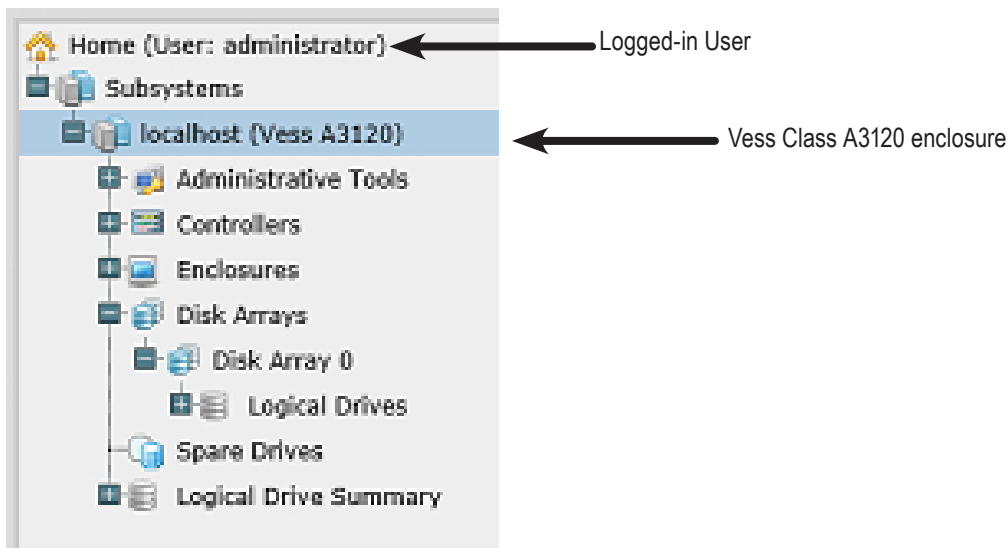 Home (User: administrator)
Logged-in User
Subsystems
localhost (Vess A3120)
Vess Class A3120 enclosure
Administrative Tools
Controllers
Enclosures
Disk Arrays
Disk Array 0
Logical Drives
Spare Drives
Logical Drive Summary